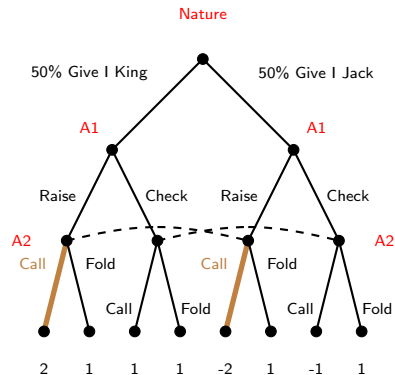 Nature
50% Give I King
50% Give I Jack
A1
A1
Raise
Check
Raise
Check
A2
A2
Call
Fold
Call
Fold
Call
Fold
Call
Fold
2
1
1
1
-2
1
-1
1